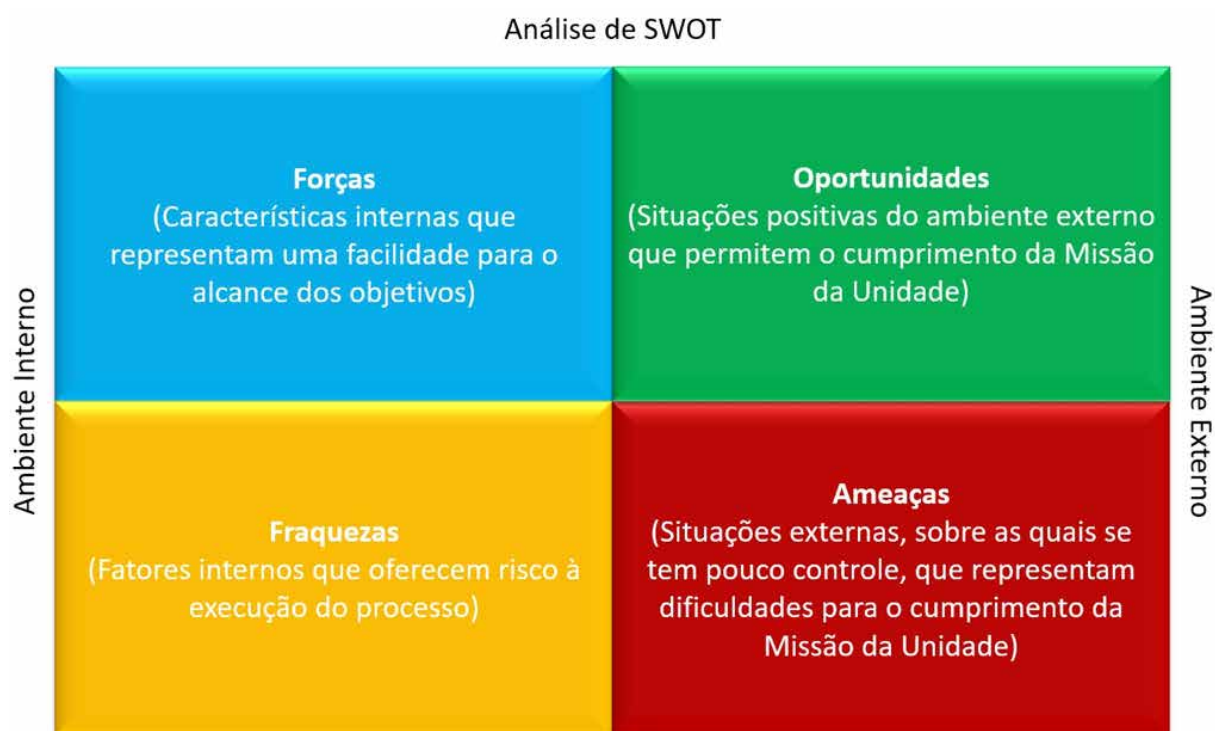 Análise de SWOT
Ambiente Interno
Forças
(Características internas que
representam uma facilidade para o
alcance dos objetivos)
Oportunidades
(Situações positivas do ambiente externo
que permitem o cumprimento da Missão
da Unidade)
Fraquezas
(Fatores internos que oferecem risco à
execução do processo)
Ameaças
(Situações externas, sobre as quais se
tem pouco controle, que representam
dificuldades para o cumprimento da
Missão da Unidade)
Ambiente Externo